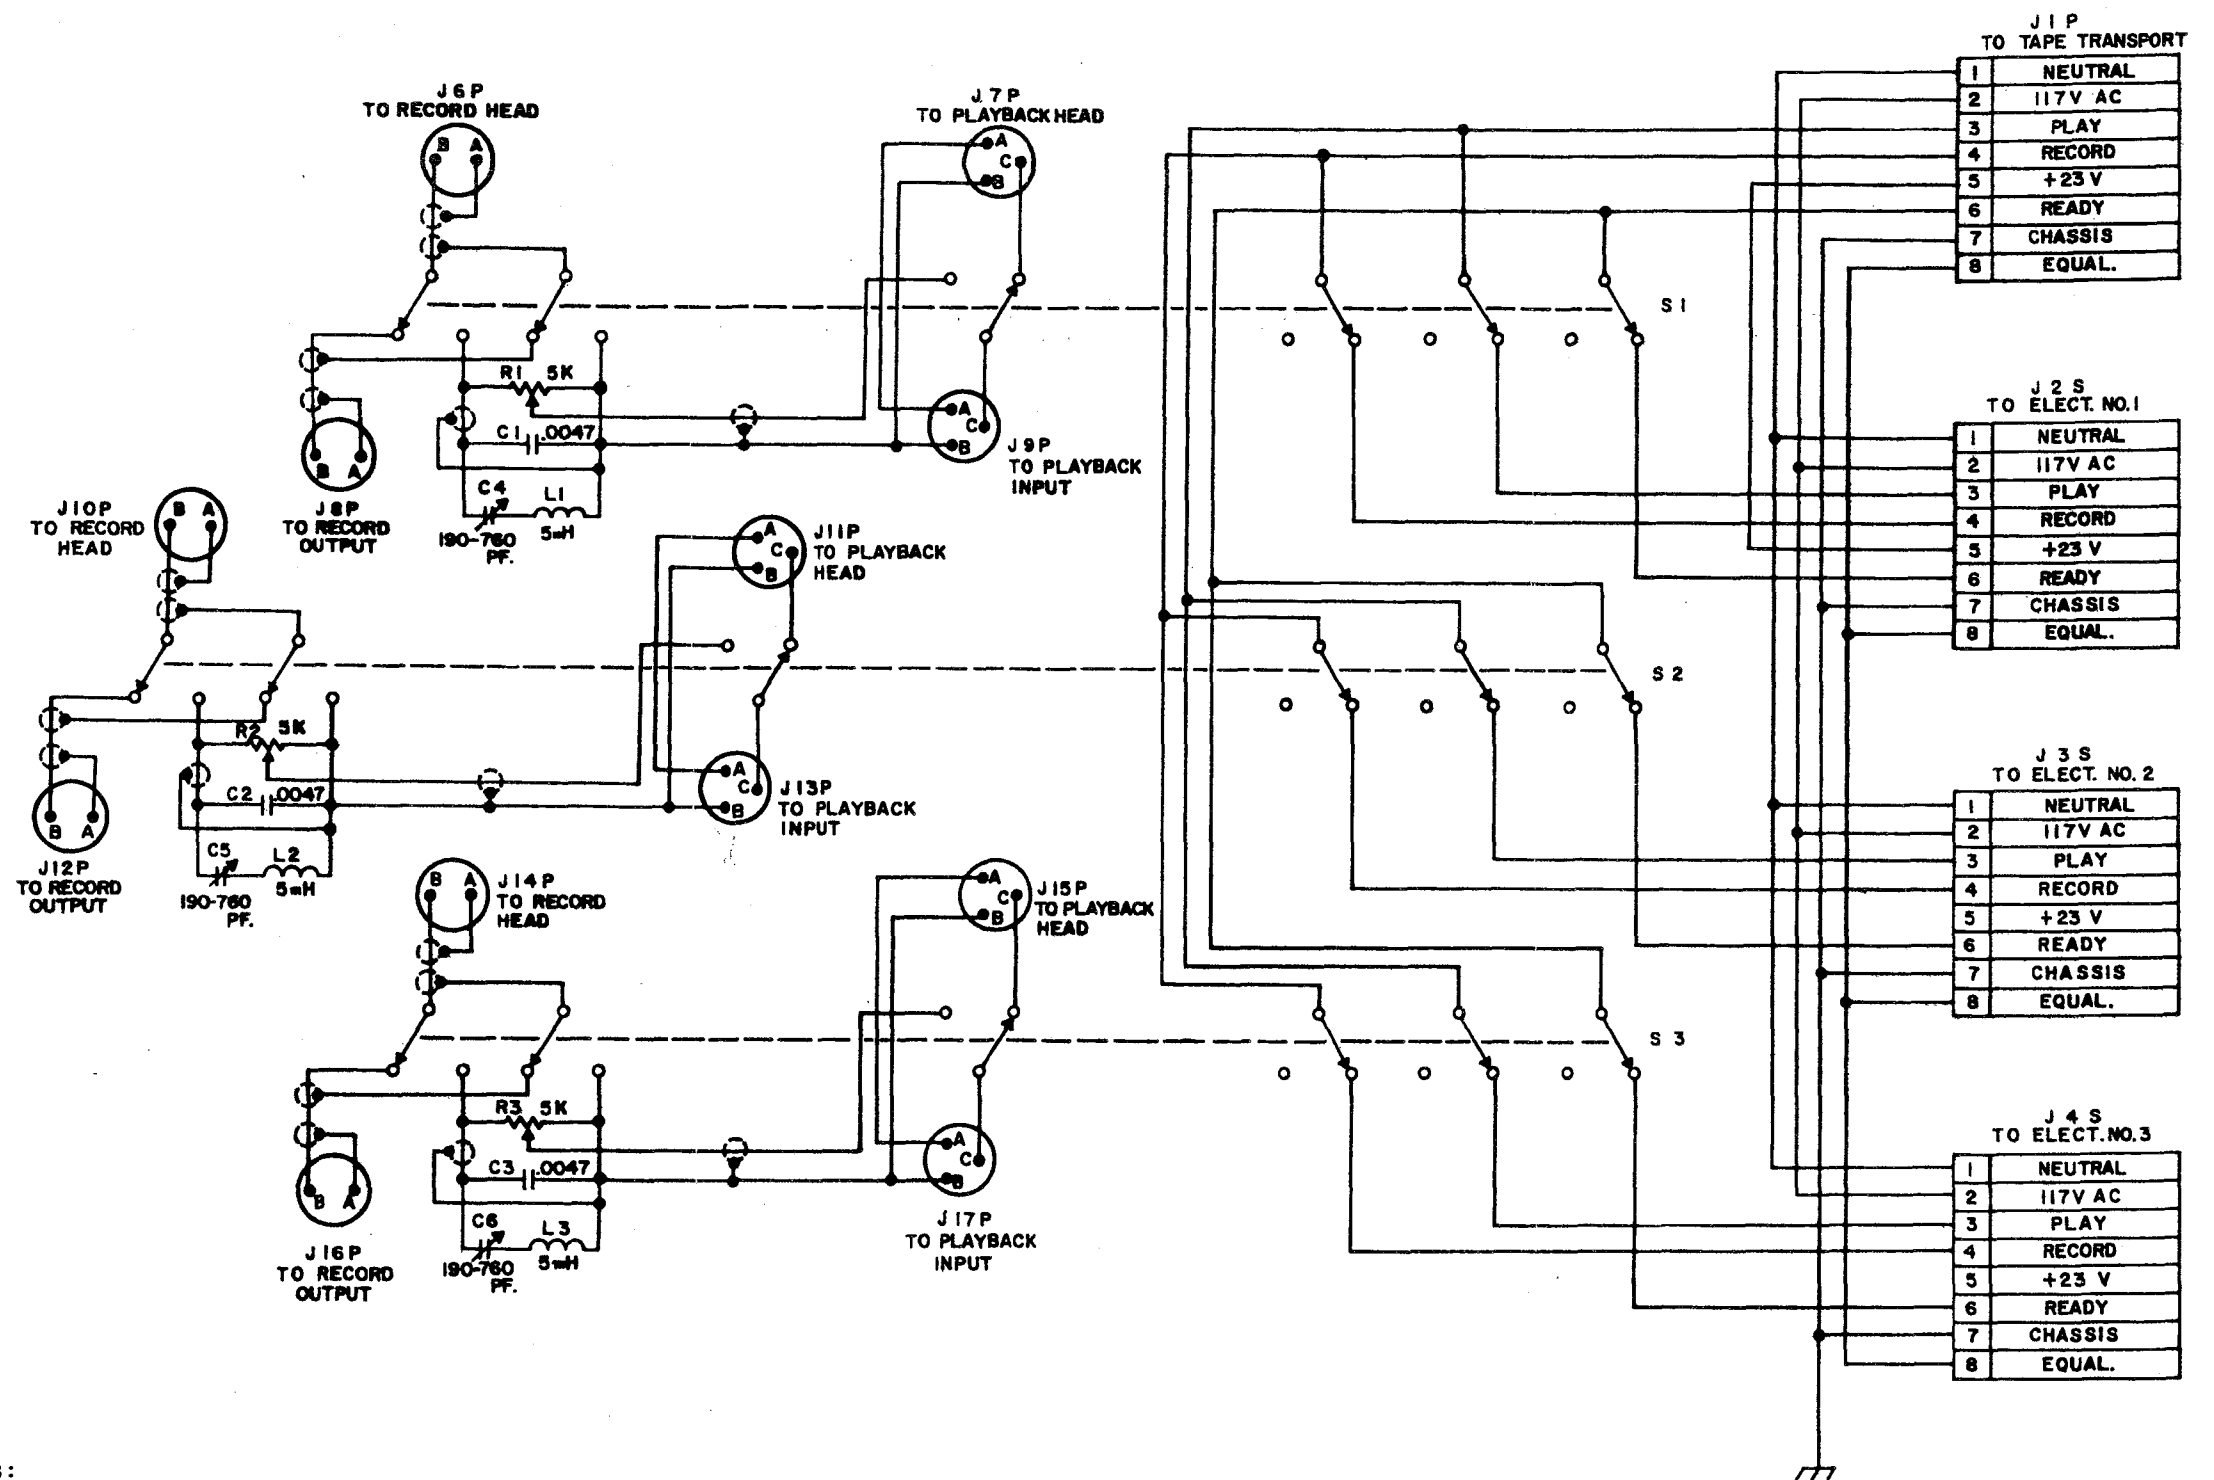 J 1 P
TO TAPE TRANSPORT
1 NEUTRAL
2 117V AC
3 PLAY
4 RECORD
5 +23 V
6 READY
7 CHASSIS
8 EQUAL.
J6P
TO RECORD HEAD
B A
J.7P
TO PLAYBACK HEAD
A
C
B
S 1
R1 5K
C1 .0047
C4 L1
190-760 5mH
PF.
B A
J8P
TO RECORD
OUTPUT
A
C
B
J9P
TO PLAYBACK
INPUT
J 2 S
TO ELECT. NO.1
1 NEUTRAL
2 117V AC
3 PLAY
4 RECORD
5 +23 V
6 READY
7 CHASSIS
8 EQUAL.
J10P
TO RECORD
HEAD
B A
J11P
TO PLAYBACK
HEAD
A
C
B
S 2
R2 5K
C2 .0047
C5 L2
190-760 5mH
PF.
B A
J12P
TO RECORD
OUTPUT
A
C
B
J13P
TO PLAYBACK
INPUT
J 3 S
TO ELECT. NO. 2
1 NEUTRAL
2 117V AC
3 PLAY
4 RECORD
5 +23 V
6 READY
7 CHASSIS
8 EQUAL.
B A
J14P
TO RECORD
HEAD
A
C
B
J15P
TO PLAYBACK
HEAD
S 3
R3 5K
C3 .0047
C6 L3
190-760 5mH
PF.
B A
J16P
TO RECORD
OUTPUT
A
C
B
J17P
TO PLAYBACK
INPUT
J 4 S
TO ELECT. NO.3
1 NEUTRAL
2 117V AC
3 PLAY
4 RECORD
5 +23 V
6 READY
7 CHASSIS
8 EQUAL.